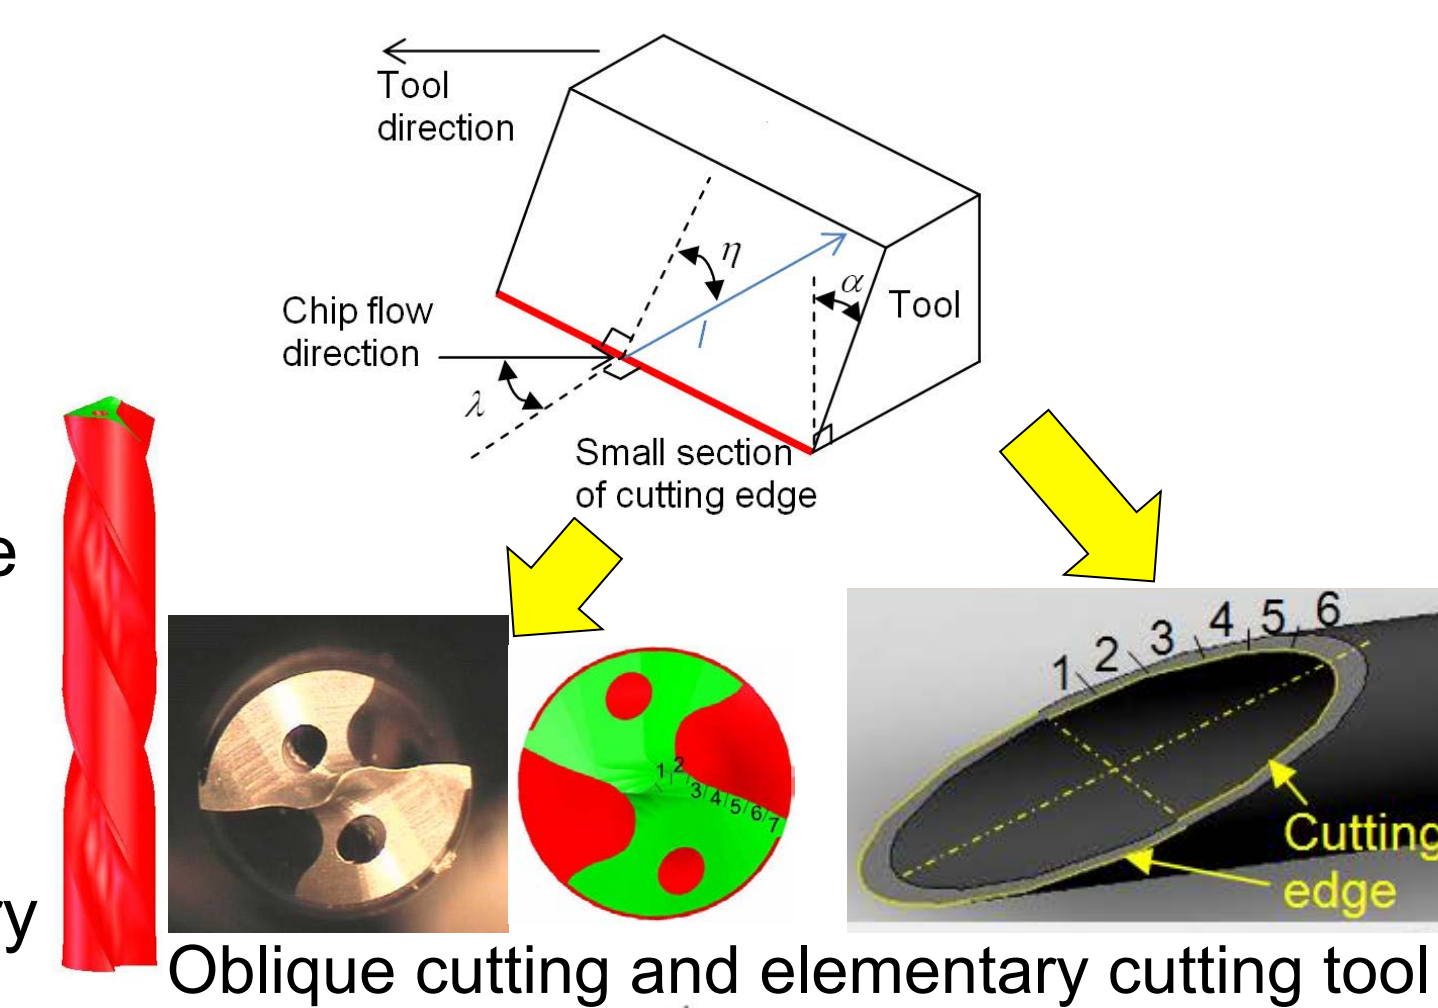 Tool
direction
η
α
Tool
Chip flow
direction
l
λ
Small section
of cutting edge
e
1 2 3 4 5 6
1 2 3 4 5 6 7
Cutting
edge
ry
Oblique cutting and elementary cutting tool